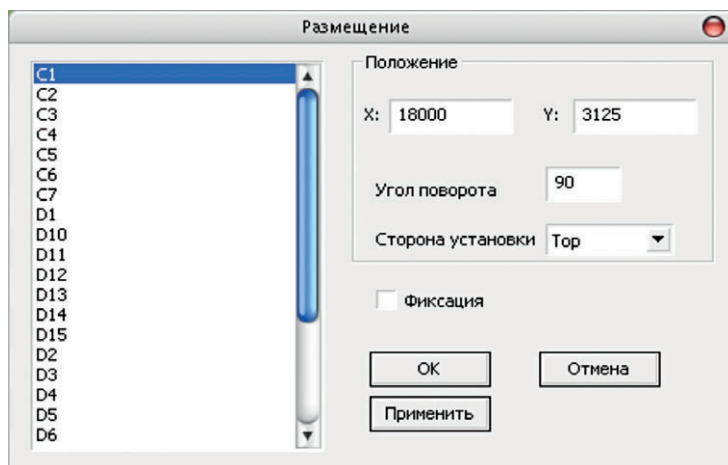 Размещение
C1
C2
C3
C4
C5
C6
C7
D1
D10
D11
D12
D13
D14
D15
D2
D3
D4
D5
D6
Положение
X: 18000 Y: 3125
Угол поворота 90
Сторона установки Top
Фиксация
OK Отмена
Применить